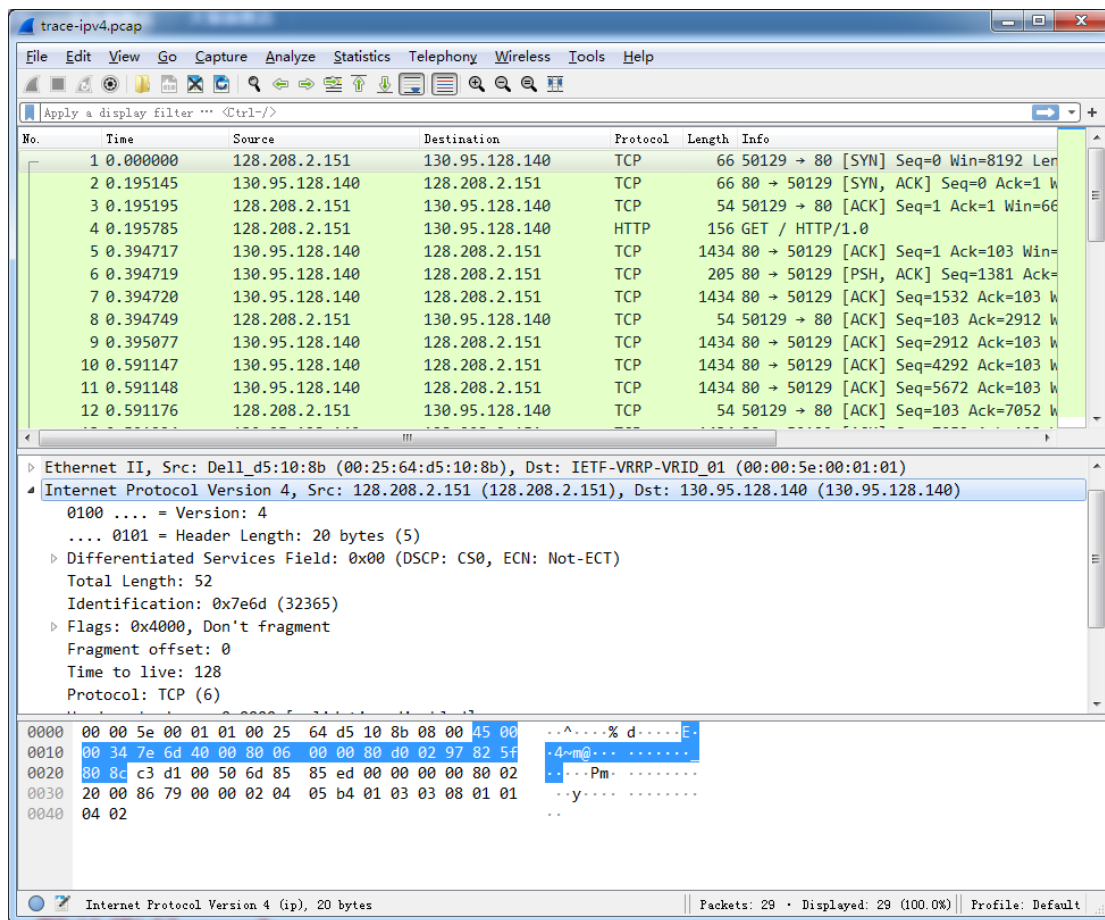 trace-ipv4.pcap
File Edit View Go Capture Analyze Statistics Telephony Wireless Tools Help
Apply a display filter ··· <Ctrl-/>
No. Time Source Destination Protocol Length Info
1 0.000000 128.208.2.151 130.95.128.140 TCP 66 50129 → 80 [SYN] Seq=0 Win=8192 Len
2 0.195145 130.95.128.140 128.208.2.151 TCP 66 80 → 50129 [SYN, ACK] Seq=0 Ack=1 W
3 0.195195 128.208.2.151 130.95.128.140 TCP 54 50129 → 80 [ACK] Seq=1 Ack=1 Win=66
4 0.195785 128.208.2.151 130.95.128.140 HTTP 156 GET / HTTP/1.0
5 0.394717 130.95.128.140 128.208.2.151 TCP 1434 80 → 50129 [ACK] Seq=1 Ack=103 Win=
6 0.394719 130.95.128.140 128.208.2.151 TCP 205 80 → 50129 [PSH, ACK] Seq=1381 Ack=
7 0.394720 130.95.128.140 128.208.2.151 TCP 1434 80 → 50129 [ACK] Seq=1532 Ack=103 W
8 0.394749 128.208.2.151 130.95.128.140 TCP 54 50129 → 80 [ACK] Seq=103 Ack=2912 W
9 0.395077 130.95.128.140 128.208.2.151 TCP 1434 80 → 50129 [ACK] Seq=2912 Ack=103 W
10 0.591147 130.95.128.140 128.208.2.151 TCP 1434 80 → 50129 [ACK] Seq=4292 Ack=103 W
11 0.591148 130.95.128.140 128.208.2.151 TCP 1434 80 → 50129 [ACK] Seq=5672 Ack=103 W
12 0.591176 128.208.2.151 130.95.128.140 TCP 54 50129 → 80 [ACK] Seq=103 Ack=7052 W
Ethernet II, Src: Dell_d5:10:8b (00:25:64:d5:10:8b), Dst: IETF-VRRP-VRID_01 (00:00:5e:00:01:01)
Internet Protocol Version 4, Src: 128.208.2.151 (128.208.2.151), Dst: 130.95.128.140 (130.95.128.140)
0100 .... = Version: 4
.... 0101 = Header Length: 20 bytes (5)
Differentiated Services Field: 0x00 (DSCP: CS0, ECN: Not-ECT)
Total Length: 52
Identification: 0x7e6d (32365)
Flags: 0x4000, Don't fragment
Fragment offset: 0
Time to live: 128
Protocol: TCP (6)
0000 00 00 5e 00 01 01 00 25 64 d5 10 8b 08 00 45 00 ··^····% d·····E·
0010 00 34 7e 6d 40 00 80 06 00 00 80 d0 02 97 82 5f ·4~m@··· ·······_
0020 80 8c c3 d1 00 50 6d 85 85 ed 00 00 00 00 80 02 ·····Pm· ········
0030 20 00 86 79 00 00 02 04 05 b4 01 03 03 08 01 01 ··y···· ········
0040 04 02 ··
Internet Protocol Version 4 (ip), 20 bytes Packets: 29 · Displayed: 29 (100.0%) Profile: Default